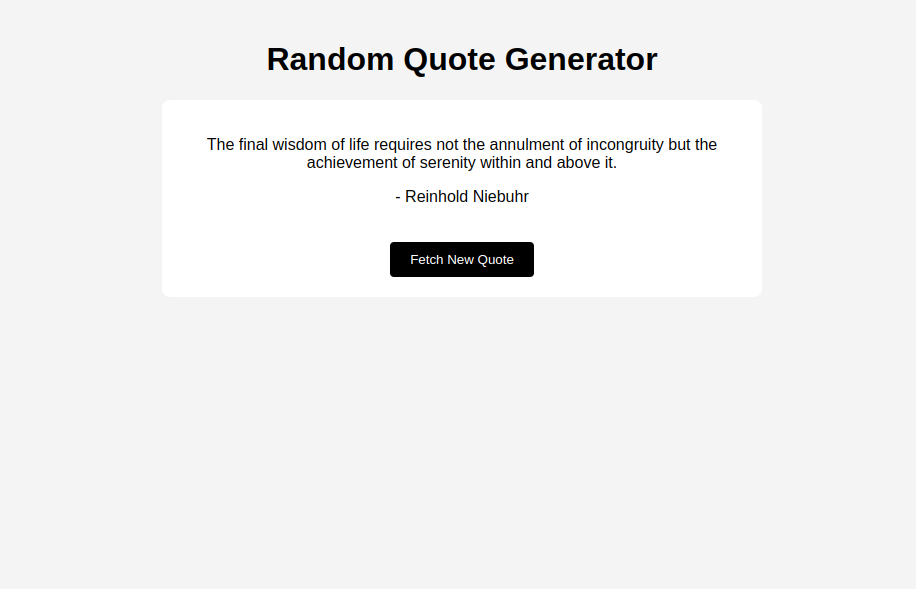 Random Quote Generator
The final wisdom of life requires not the annulment of incongruity but the
achievement of serenity within and above it.
- Reinhold Niebuhr
Fetch New Quote